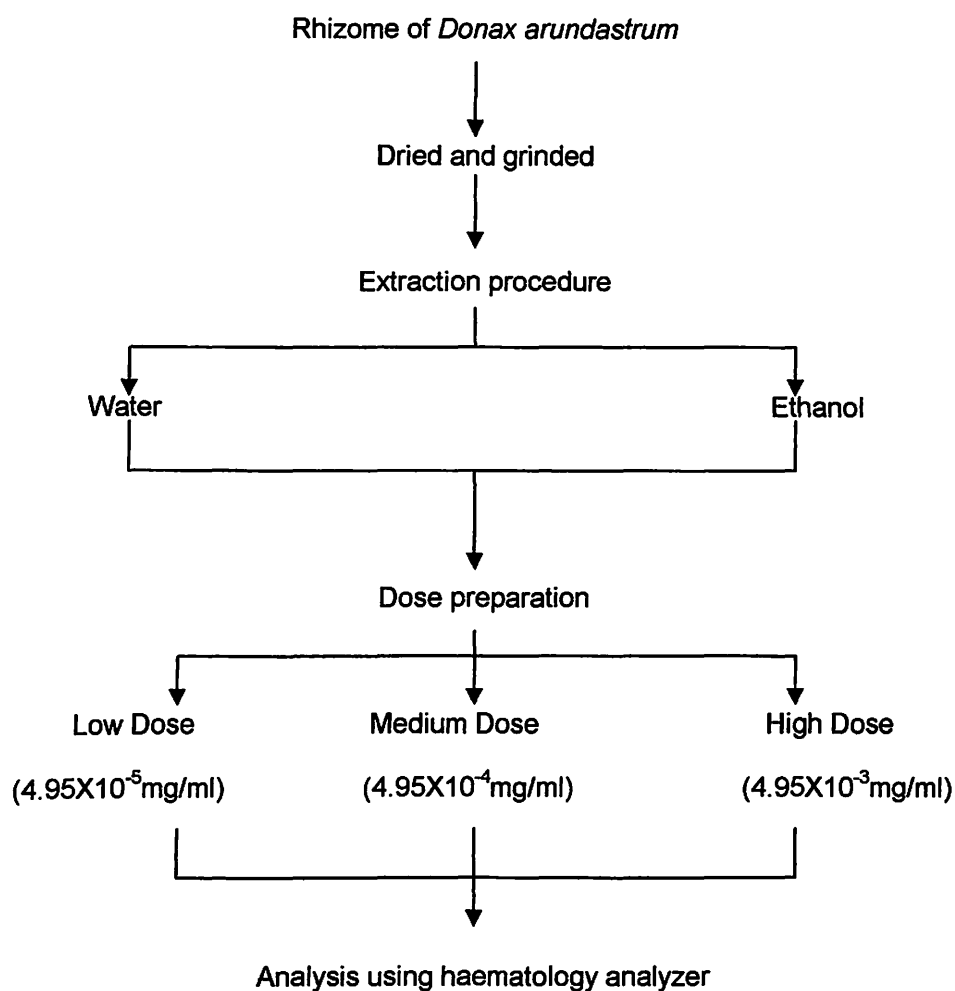 Rhizome of Donax arundastrum
Dried and grinded
Extraction procedure
Water
Ethanol
Dose preparation
Low Dose
Medium Dose
High Dose
(4.95X10⁻⁵mg/ml)
(4.95X10⁻⁴mg/ml)
(4.95X10⁻³mg/ml)
Analysis using haematology analyzer